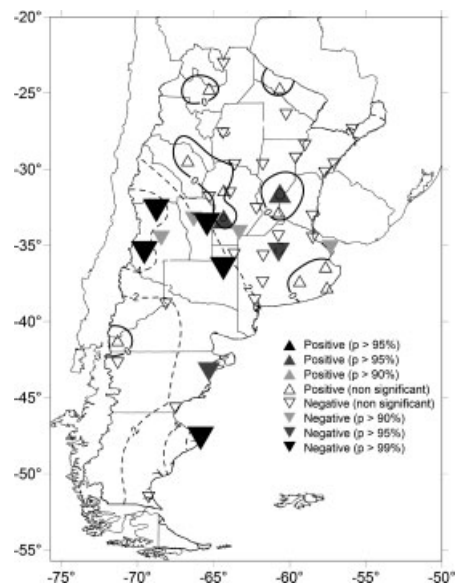 -20°
-25°
-30°
-35°
-40°
-45°
-50°
-55°
-75° -70° -65° -60° -55° -50°
Positive (p > 95%)
Positive (p > 95%)
Positive (p > 90%)
Positive (non significant)
Negative (non significant)
Negative (p > 90%)
Negative (p > 95%)
Negative (p > 99%)